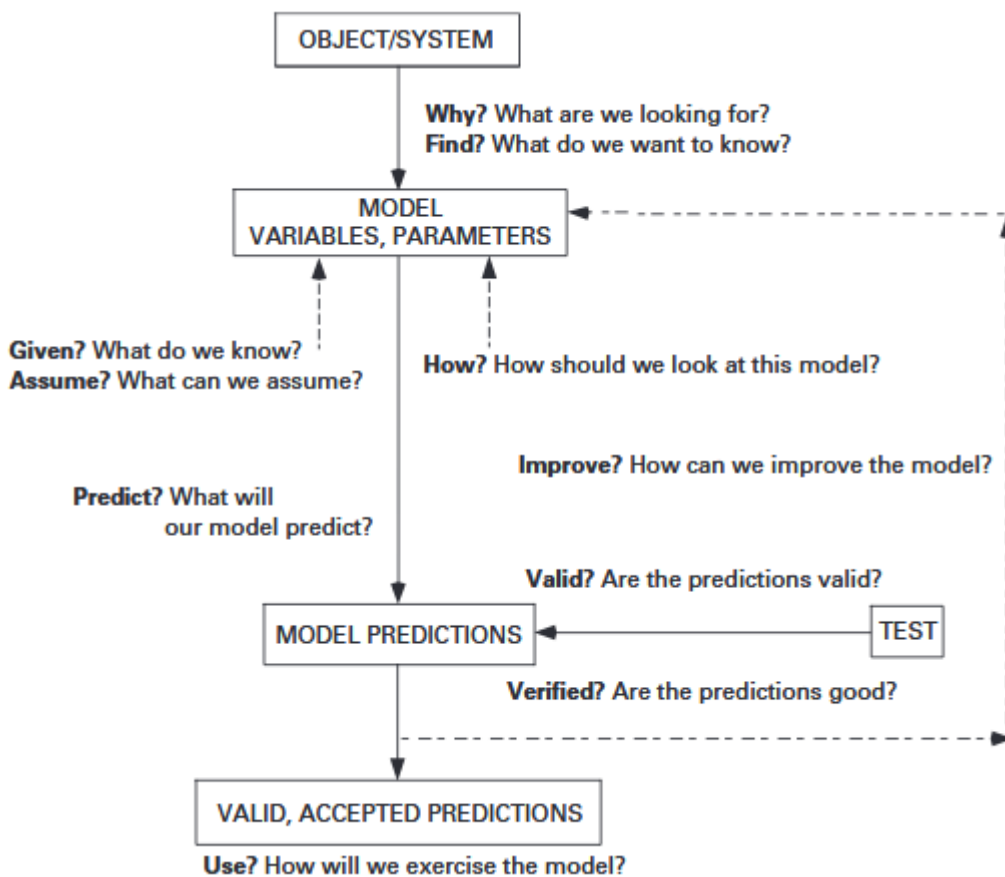 OBJECT/SYSTEM
Why? What are we looking for?
Find? What do we want to know?
MODEL
VARIABLES, PARAMETERS
Given? What do we know?
Assume? What can we assume?
How? How should we look at this model?
Improve? How can we improve the model?
Predict? What will
our model predict?
Valid? Are the predictions valid?
MODEL PREDICTIONS
TEST
Verified? Are the predictions good?
VALID, ACCEPTED PREDICTIONS
Use? How will we exercise the model?